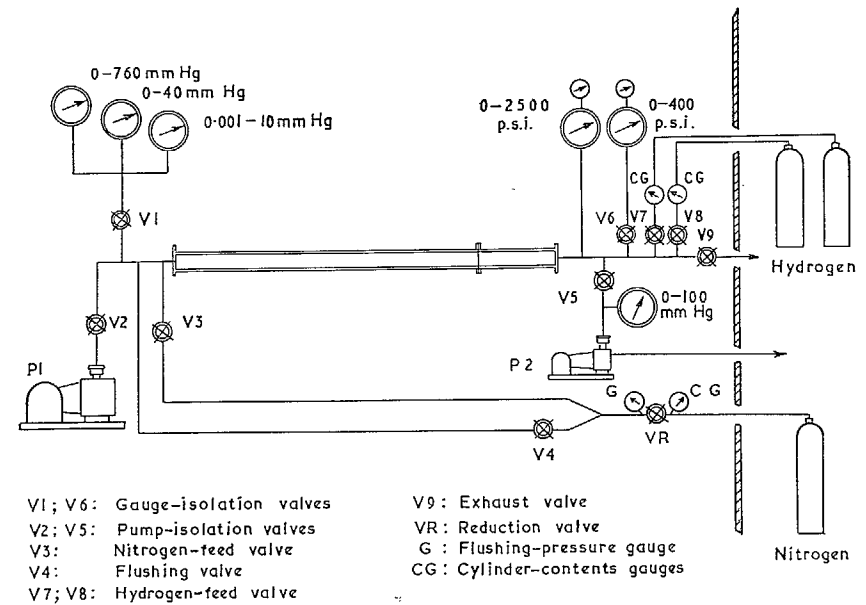 0-760 mm Hg
0-40 mm Hg
0·001-10 mm Hg
V1
V2
V3
P1
0-2500
p.s.i.
0-400
p.s.i.
CG
CG
V6
V7
V8
V9
Hydrogen
V5
0-100
mm Hg
P2
G
CG
VR
V4
Nitrogen
V1; V6: Gauge-isolation valves
V2; V5: Pump-isolation valves
V3: Nitrogen-feed valve
V4: Flushing valve
V7; V8: Hydrogen-feed valve
V9: Exhaust valve
VR: Reduction valve
G: Flushing-pressure gauge
CG: Cylinder-contents gauges